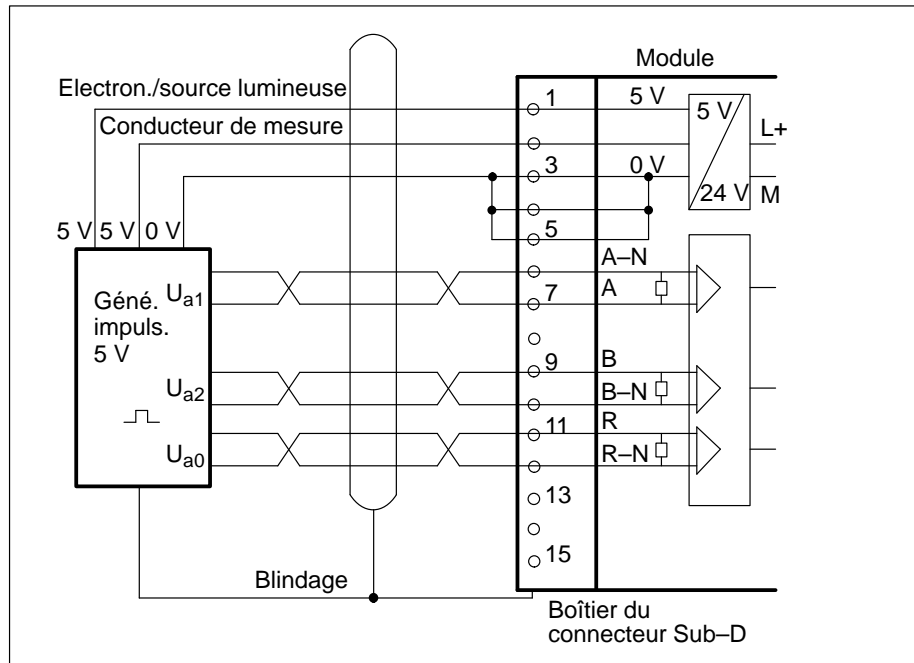 Module
Electron./source lumineuse
1
5 V
5 V
L+
Conducteur de mesure
3
0 V
24 V
M
5 V 5 V 0 V
5
A–N
Géné.
impuls.
5 V
Ua1
7
A
9
B
Ua2
B–N
11
R
Ua0
R–N
13
15
Blindage
Boîtier du
connecteur Sub–D